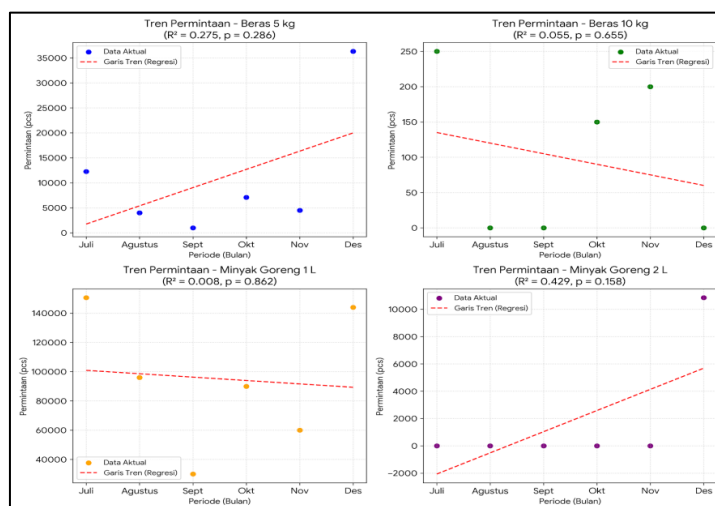 Tren Permintaan - Beras 5 kg
(R² = 0.275, p = 0.286)
Permintaan (pcs)
35000
30000
25000
20000
15000
10000
5000
0
Data Aktual
Garis Tren (Regresi)
Juli Agustus Sept Okt Nov Des
Periode (Bulan)
Tren Permintaan - Beras 10 kg
(R² = 0.055, p = 0.655)
Permintaan (pcs)
250
200
150
100
50
0
Data Aktual
Garis Tren (Regresi)
Juli Agustus Sept Okt Nov Des
Periode (Bulan)
Tren Permintaan - Minyak Goreng 1 L
(R² = 0.008, p = 0.862)
Permintaan (pcs)
140000
120000
100000
80000
60000
40000
Data Aktual
Garis Tren (Regresi)
Juli Agustus Sept Okt Nov Des
Periode (Bulan)
Tren Permintaan - Minyak Goreng 2 L
(R² = 0.429, p = 0.158)
Permintaan (pcs)
10000
8000
6000
4000
2000
0
−2000
Data Aktual
Garis Tren (Regresi)
Juli Agustus Sept Okt Nov Des
Periode (Bulan)